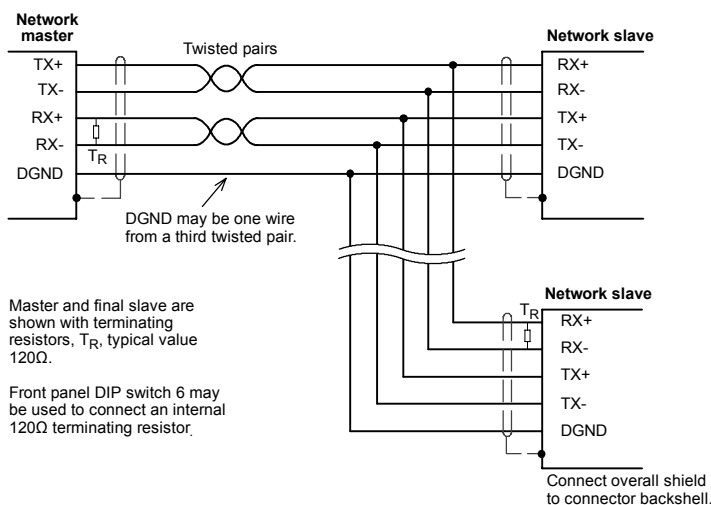 Network
master
Twisted pairs
Network slave
TX+
TX-
RX+
RX-
DGND
TR
RX+
RX-
TX+
TX-
DGND
DGND may be one wire
from a third twisted pair.
Master and final slave are
shown with terminating
resistors, TR, typical value
120Ω.
Front panel DIP switch 6 may
be used to connect an internal
120Ω terminating resistor.
Network slave
TR
RX+
RX-
TX+
TX-
DGND
Connect overall shield
to connector backshell.